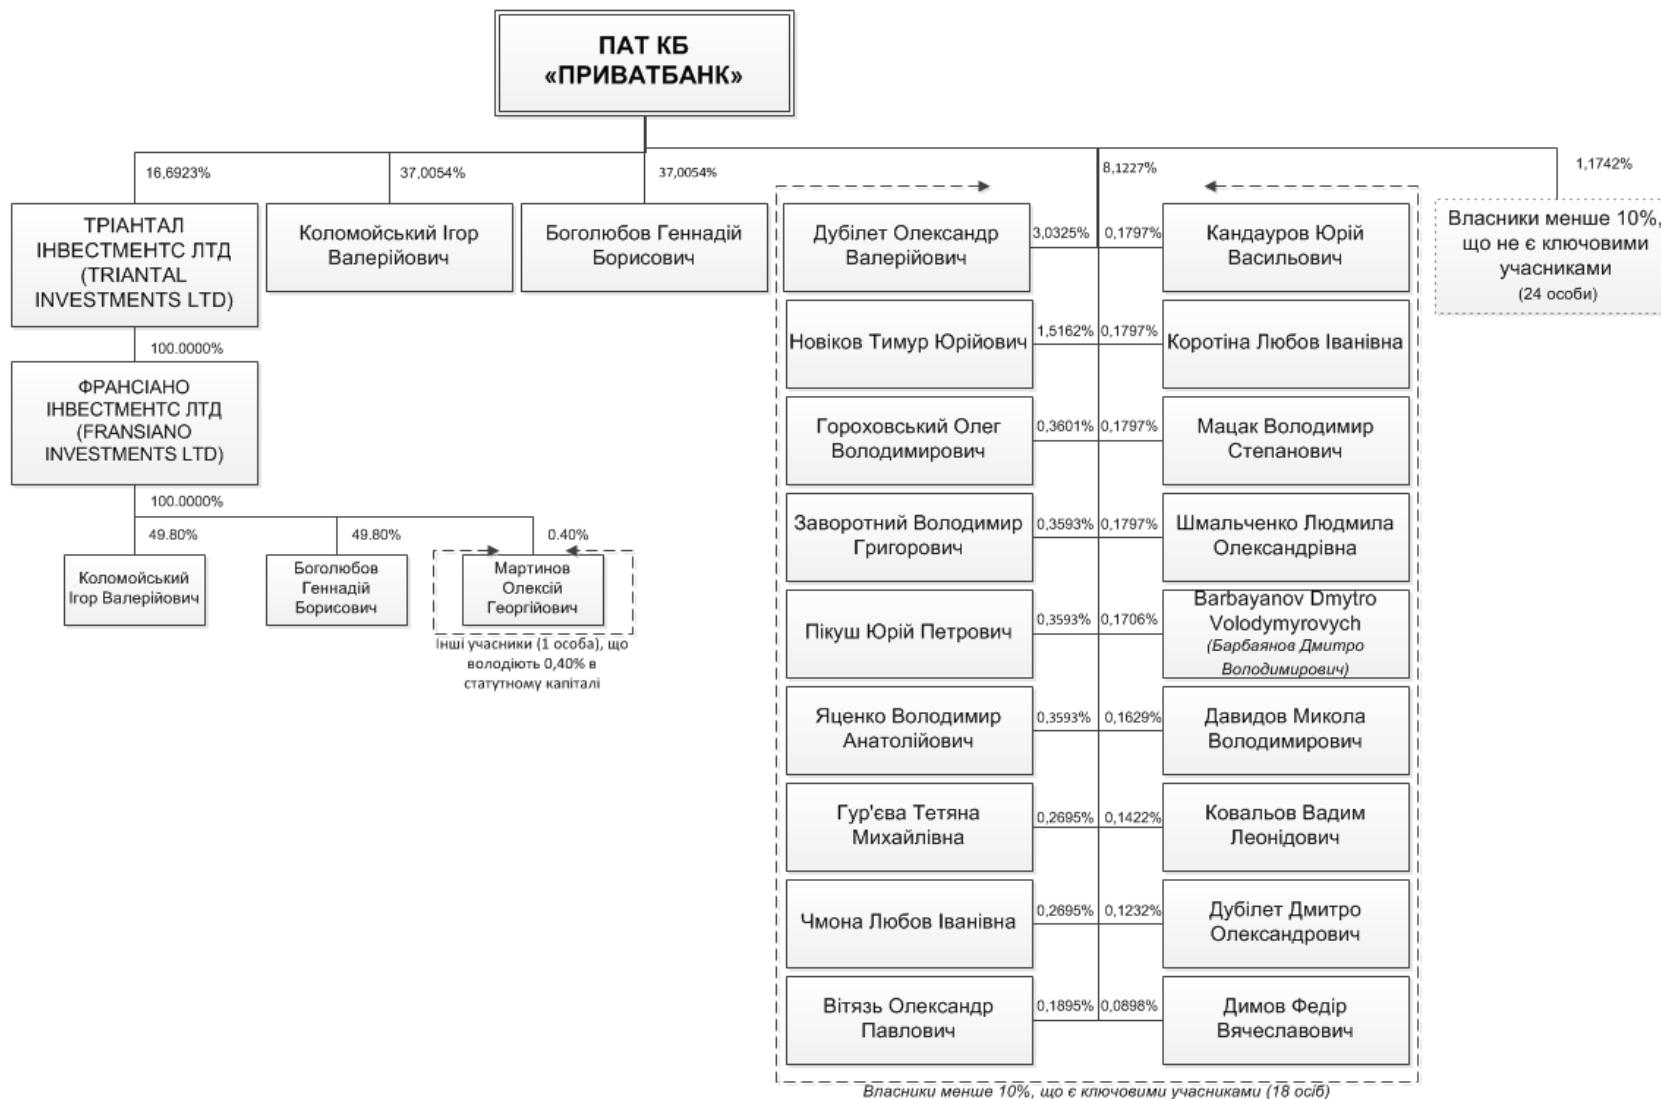 ПАТ КБ
«ПРИВАТБАНК»
16,6923%
37,0054%
37,0054%
8,1227%
1,1742%
ТРІАНТАЛ
ІНВЕСТМЕНТС ЛТД
(TRIANTAL
INVESTMENTS LTD)
Коломойський Ігор
Валерійович
Боголюбов Геннадій
Борисович
Власники менше 10%,
що не є ключовими
учасниками
(24 особи)
100.0000%
ФРАНСІАНО
ІНВЕСТМЕНТС ЛТД
(FRANSIANO
INVESTMENTS LTD)
100.0000%
49.80%
49.80%
0.40%
Коломойський
Ігор Валерійович
Боголюбов
Геннадій
Борисович
Мартинов
Олексій
Георгійович
Інші учасники (1 особа), що
володіють 0,40% в
статутному капіталі
Дубілет Олександр
Валерійович
3,0325%
0,1797%
Кандауров Юрій
Васильович
Новіков Тимур Юрійович
1,5162%
0,1797%
Коротіна Любов Іванівна
Гороховський Олег
Володимирович
0,3601%
0,1797%
Мацак Володимир
Степанович
Заворотний Володимир
Григорович
0,3593%
0,1797%
Шмальченко Людмила
Олександрівна
Пікуш Юрій Петрович
0,3593%
0,1706%
Barbayanov Dmytro
Volodymyrovych
(Барбаянов Дмитро
Володимирович)
Яценко Володимир
Анатолійович
0,3593%
0,1629%
Давидов Микола
Володимирович
Гур'єва Тетяна
Михайлівна
0,2695%
0,1422%
Ковальов Вадим
Леонідович
Чмона Любов Іванівна
0,2695%
0,1232%
Дубілет Дмитро
Олександрович
Вітязь Олександр
Павлович
0,1895%
0,0898%
Димов Федір
Вячеславович
Власники менше 10%, що є ключовими учасниками (18 осіб)